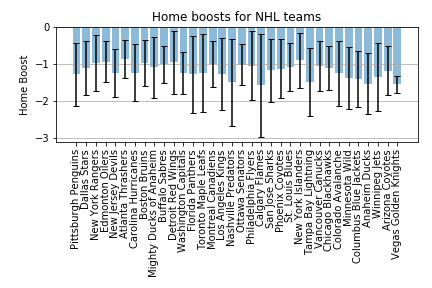 Home boosts for NHL teams
Home Boost
0
−1
−2
−3
Pittsburgh Penguins
Dallas Stars
New York Rangers
Edmonton Oilers
New Jersey Devils
Atlanta Thrashers
Carolina Hurricanes
Boston Bruins
Mighty Ducks of Anaheim
Buffalo Sabres
Detroit Red Wings
Washington Capitals
Florida Panthers
Toronto Maple Leafs
Montreal Canadiens
Los Angeles Kings
Nashville Predators
Ottawa Senators
Philadelphia Flyers
Calgary Flames
San Jose Sharks
Phoenix Coyotes
St. Louis Blues
New York Islanders
Tampa Bay Lightning
Vancouver Canucks
Chicago Blackhawks
Colorado Avalanche
Minnesota Wild
Columbus Blue Jackets
Anaheim Ducks
Winnipeg Jets
Arizona Coyotes
Vegas Golden Knights